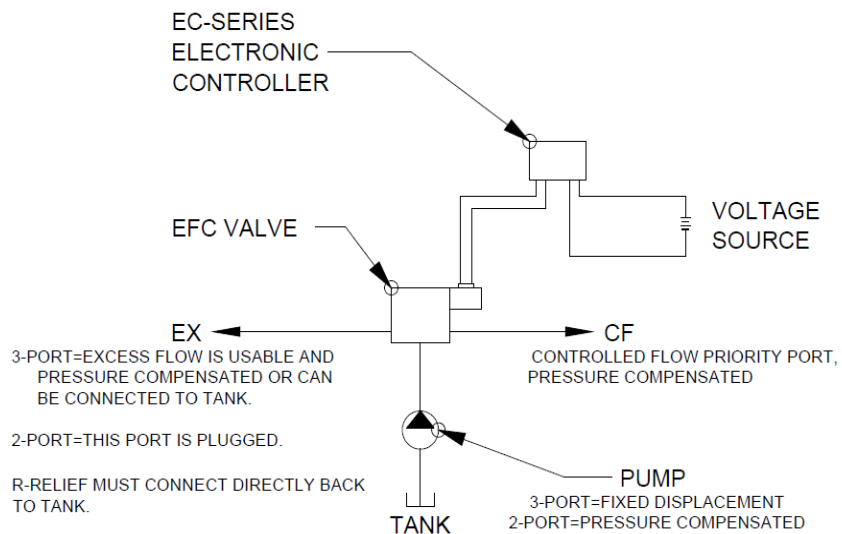 EC-SERIES
ELECTRONIC
CONTROLLER
VOLTAGE
SOURCE
EFC VALVE
EX
3-PORT=EXCESS FLOW IS USABLE AND
PRESSURE COMPENSATED OR CAN
BE CONNECTED TO TANK.
2-PORT=THIS PORT IS PLUGGED.
R-RELIEF MUST CONNECT DIRECTLY BACK
TO TANK.
CF
CONTROLLED FLOW PRIORITY PORT,
PRESSURE COMPENSATED
PUMP
3-PORT=FIXED DISPLACEMENT
2-PORT=PRESSURE COMPENSATED
TANK